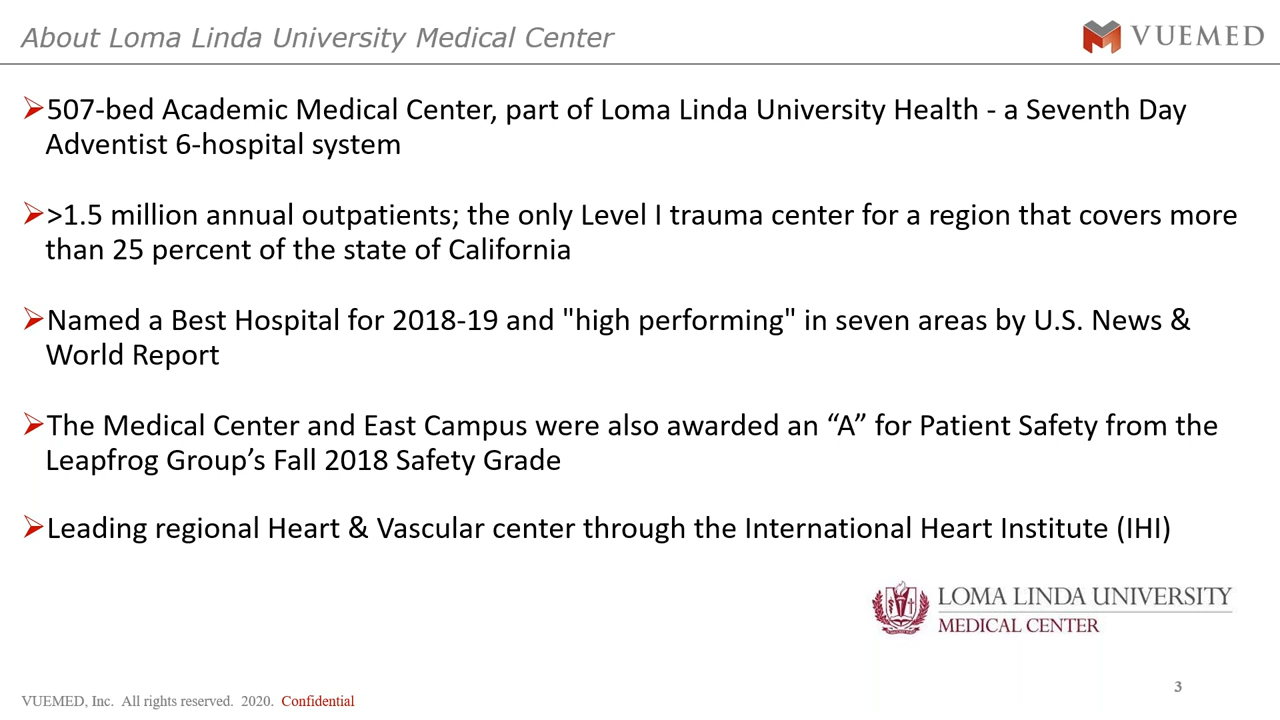 About Loma Linda University Medical Center
VUEMED
➢507-bed Academic Medical Center, part of Loma Linda University Health - a Seventh Day
Adventist 6-hospital system
➢>1.5 million annual outpatients; the only Level I trauma center for a region that covers more
than 25 percent of the state of California
➢Named a Best Hospital for 2018-19 and "high performing" in seven areas by U.S. News &
World Report
➢The Medical Center and East Campus were also awarded an “A” for Patient Safety from the
Leapfrog Group’s Fall 2018 Safety Grade
➢Leading regional Heart & Vascular center through the International Heart Institute (IHI)
LOMA LINDA UNIVERSITY
MEDICAL CENTER
VUEMED, Inc. All rights reserved. 2020. Confidential
3